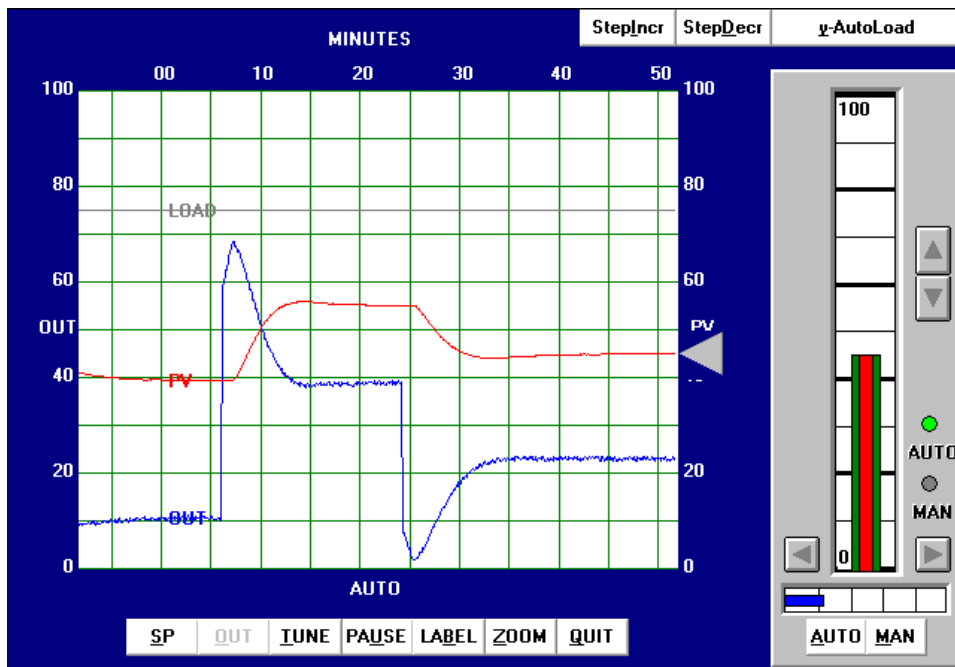 StepIncr StepDecr y-AutoLoad
MINUTES
00 10 20 30 40 50
100 100
100
80 80
LOAD
60 60
OUT PV
40
PV
20 20
AUTO
OUT
MAN
0 0
0
AUTO
SP OUT TUNE PAUSE LABEL ZOOM QUIT
AUTO MAN